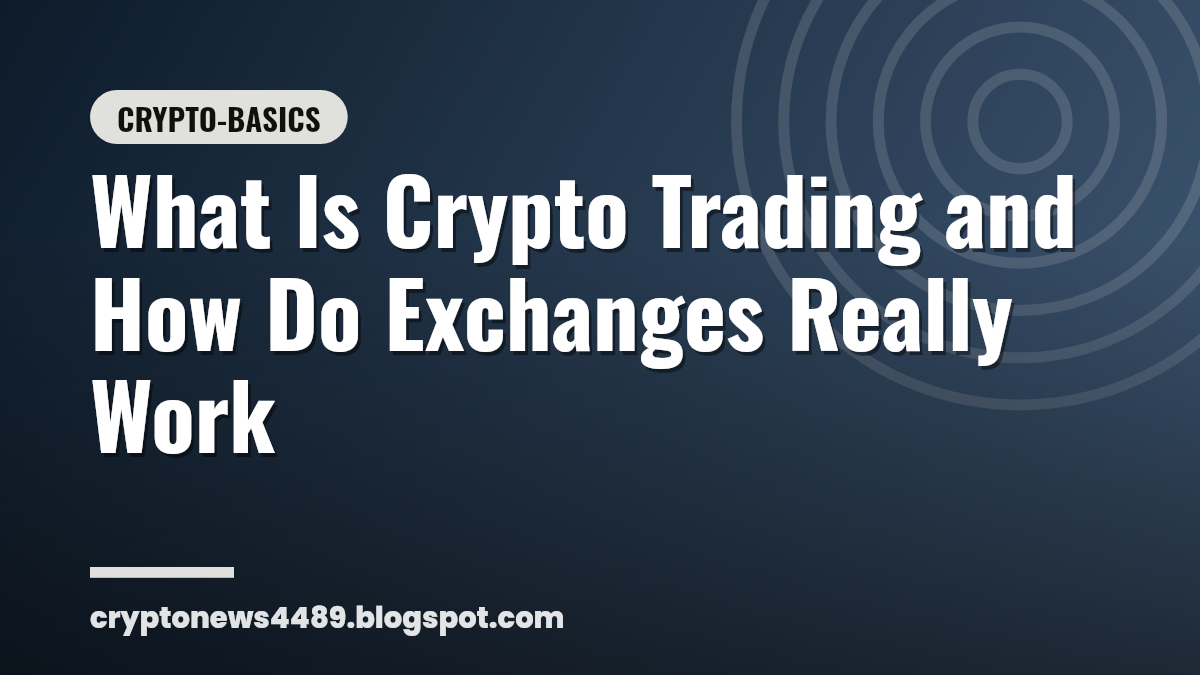 CRYPTO-BASICS
What Is Crypto Trading and
How Do Exchanges Really
Work
cryptonews4489.blogspot.com